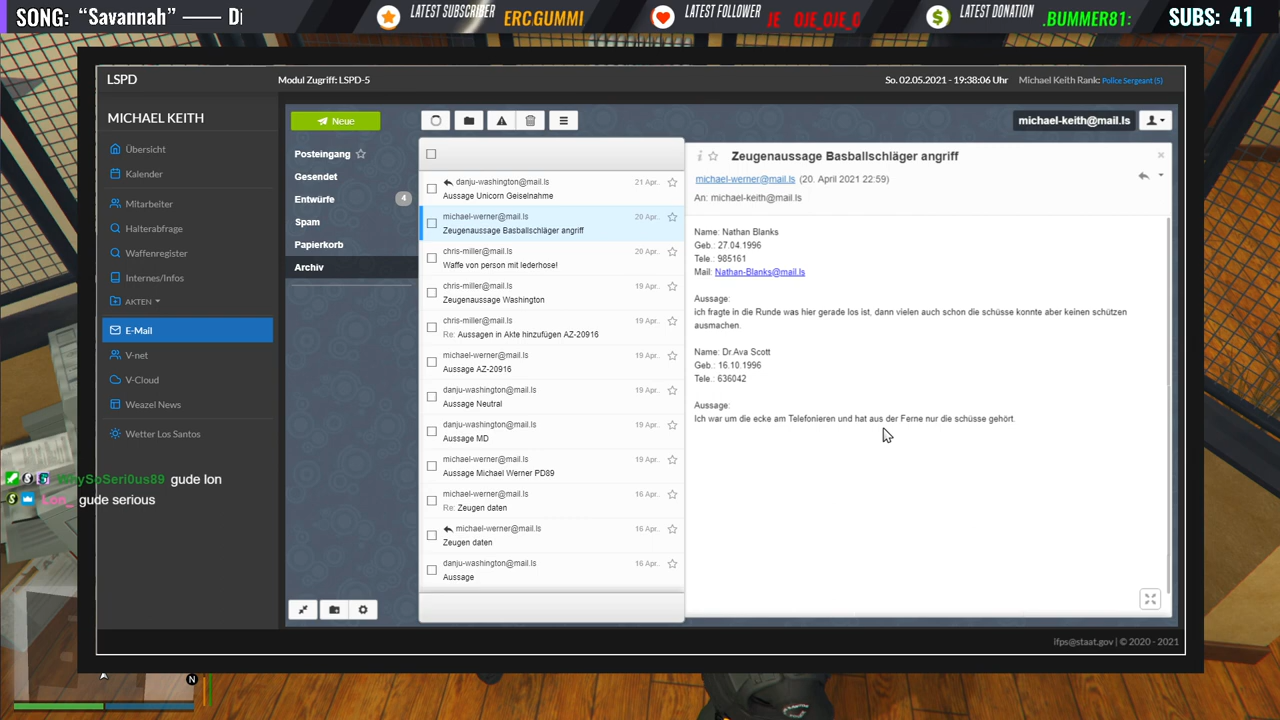 SONG: “Savannah” —— Di
LATEST SUBSCRIBER
ERC.GUMMI
LATEST FOLLOWER
JE_OJE_OJE_O
LATEST DONATION
.BUMMER81:
SUBS: 41
LSPD
Modul Zugriff: LSPD-5
So. 02.05.2021 - 19:38:06 Uhr
Michael Keith Rank: Police Sergeant (5)
MICHAEL KEITH
Übersicht
Kalender
Mitarbeiter
Halterabfrage
Waffenregister
Internes/Infos
AKTEN
E-Mail
V-net
V-Cloud
Weazel News
Wetter Los Santos
Neue
Posteingang
Gesendet
Entwürfe 4
Spam
Papierkorb
Archiv
michael-keith@mail.ls
danju-washington@mail.ls 21 Apr.
Aussage Unicorn Geiselnahme
michael-werner@mail.ls 20 Apr.
Zeugenaussage Basballschläger angriff
chris-miller@mail.ls 20 Apr.
Waffe von person mit lederhose!
chris-miller@mail.ls 19 Apr.
Zeugenaussage Washington
chris-miller@mail.ls 19 Apr.
Re: Aussagen in Akte hinzufügen AZ-20916
michael-werner@mail.ls 19 Apr.
Aussage AZ-20916
danju-washington@mail.ls 19 Apr.
Aussage Neutral
danju-washington@mail.ls 19 Apr.
Aussage MD
michael-werner@mail.ls 19 Apr.
Aussage Michael Werner PD89
michael-werner@mail.ls 16 Apr.
Re: Zeugen daten
michael-werner@mail.ls 16 Apr.
Zeugen daten
danju-washington@mail.ls 16 Apr.
Aussage
Zeugenaussage Basballschläger angriff
michael-werner@mail.ls (20. April 2021 22:59)
An: michael-keith@mail.ls
Name: Nathan Blanks
Geb.: 27.04.1996
Tele.: 985161
Mail: Nathan-Blanks@mail.ls
Aussage:
ich fragte in die Runde was hier gerade los ist, dann vielen auch schon die schüsse konnte aber keinen schützen
ausmachen.
Name: Dr.Ava Scott
Geb.: 16.10.1996
Tele.: 636042
Aussage:
Ich war um die ecke am Telefonieren und hat aus der Ferne nur die schüsse gehört.
WhySoSeri0us89 gude lon
Lon_ gude serious
ifps@staat.gov | © 2020 - 2021
N